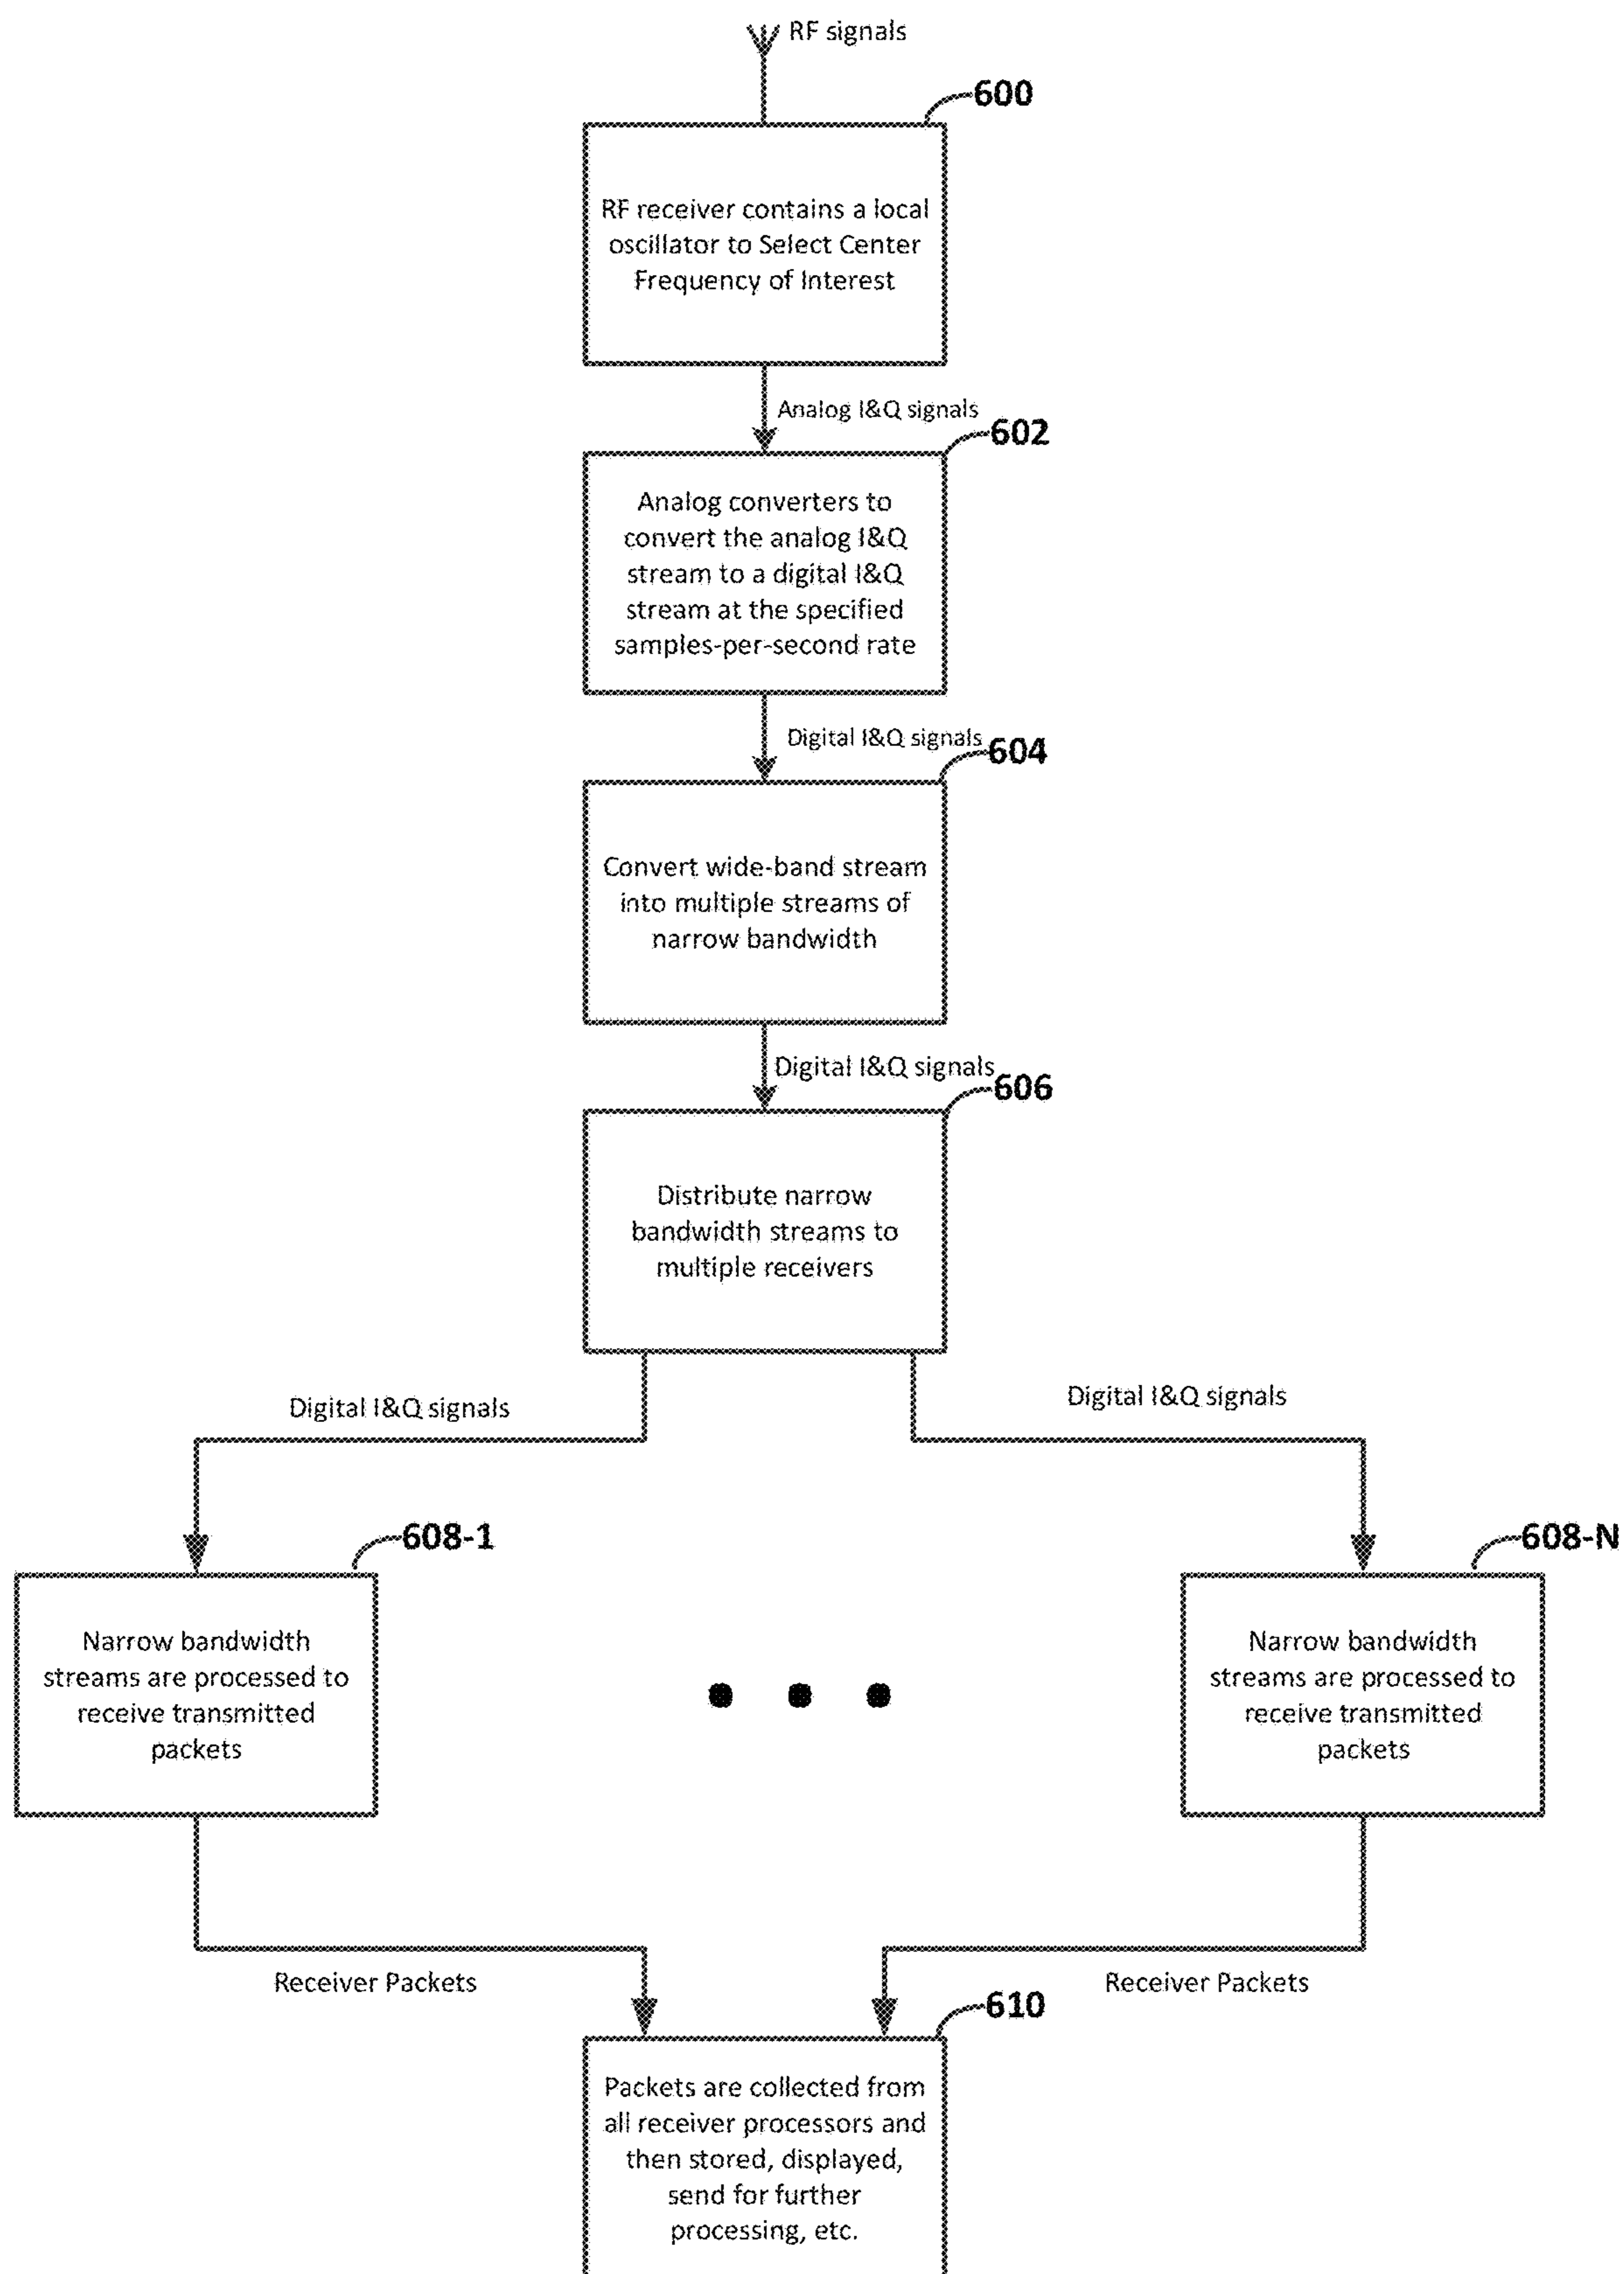 RF signals
600
RF receiver contains a local
oscillator to Select Center
Frequency of Interest
Analog I&Q signals
602
Analog converters to
convert the analog I&Q
stream to a digital I&Q
stream at the specified
samples-per-second rate
Digital I&Q signals
604
Convert wide-band stream
into multiple streams of
narrow bandwidth
Digital I&Q signals
606
Distribute narrow
bandwidth streams to
multiple receivers
Digital I&Q signals
Digital I&Q signals
608-1
Narrow bandwidth
streams are processed to
receive transmitted
packets
608-N
Narrow bandwidth
streams are processed to
receive transmitted
packets
Receiver Packets
Receiver Packets
610
Packets are collected from
all receiver processors and
then stored, displayed,
send for further
processing, etc.